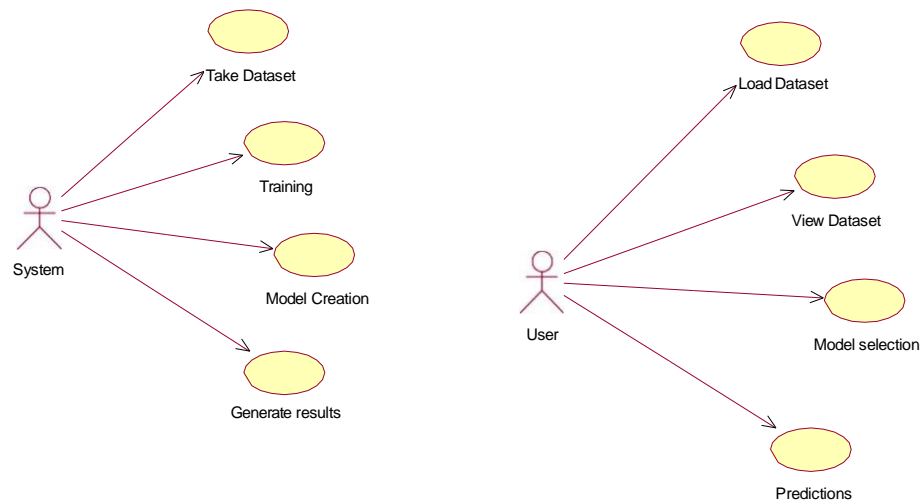 Take Dataset
Training
System
Model Creation
Generate results
Load Dataset
View Dataset
User
Model selection
Predictions